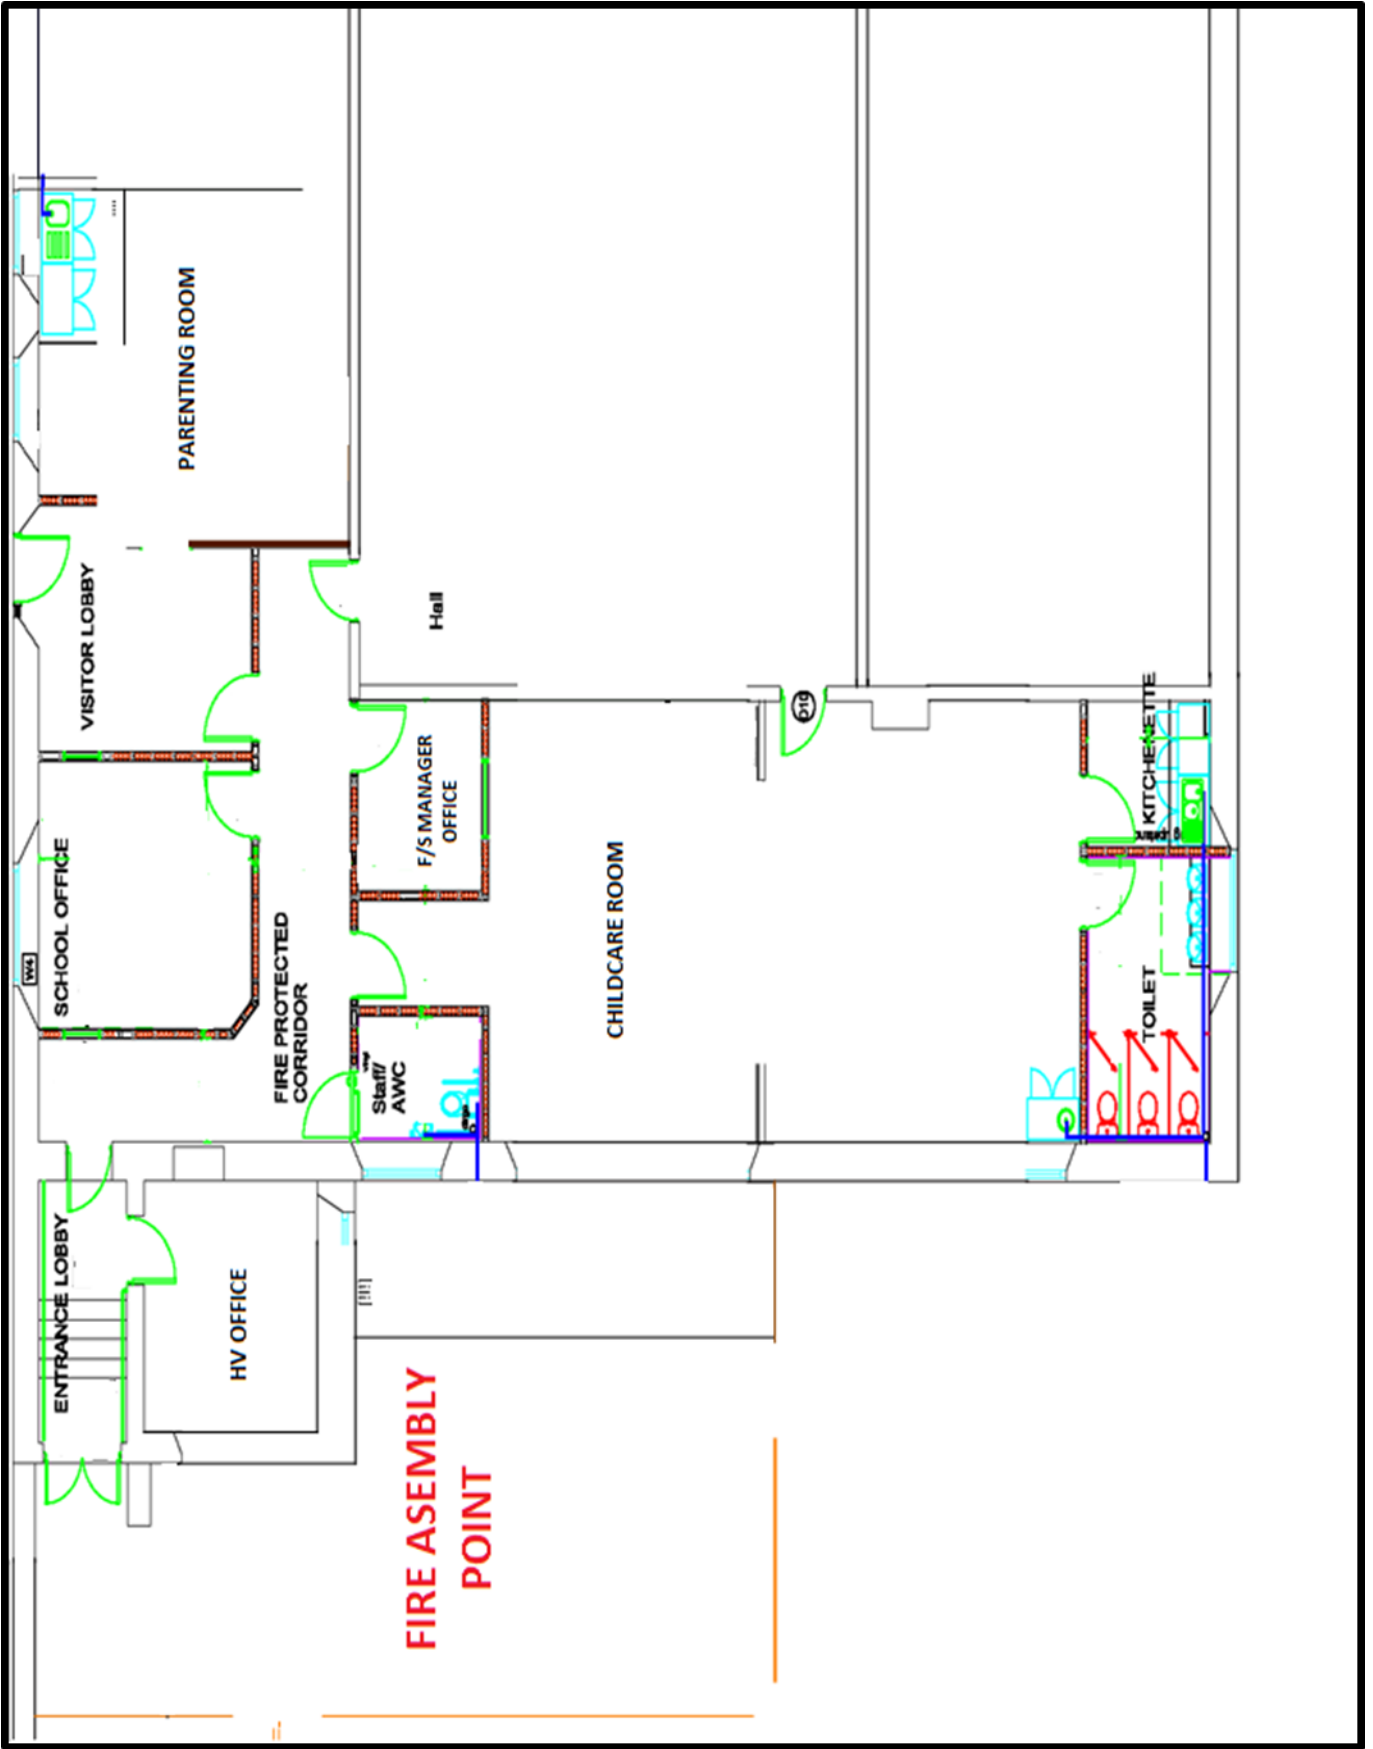 PARENTING ROOM
VISITOR LOBBY
Hall
D10
KITCHENETTE
F/S MANAGER
OFFICE
SCHOOL OFFICE
W4
CHILDCARE ROOM
FIRE PROTECTED
CORRIDOR
TOILET
Staff/
AWC
ENTRANCE LOBBY
HV OFFICE
FIRE ASEMBLY
POINT